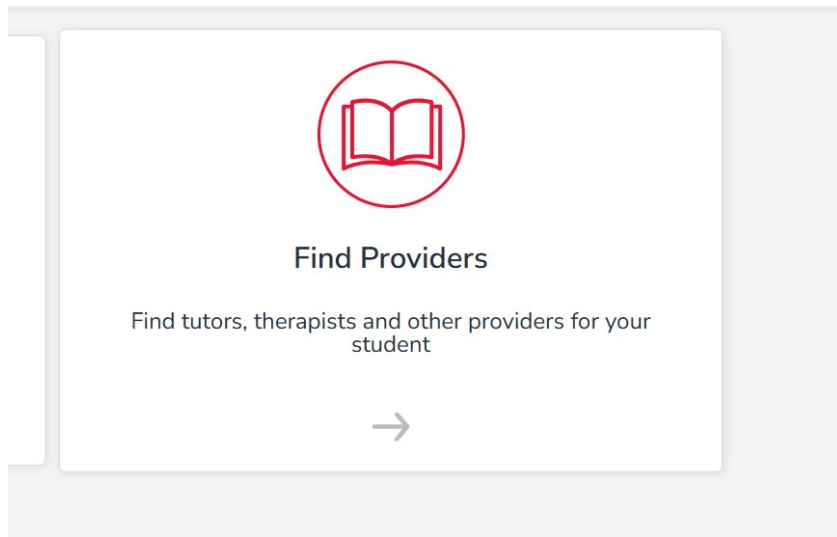 Find Providers
Find tutors, therapists and other providers for your
student